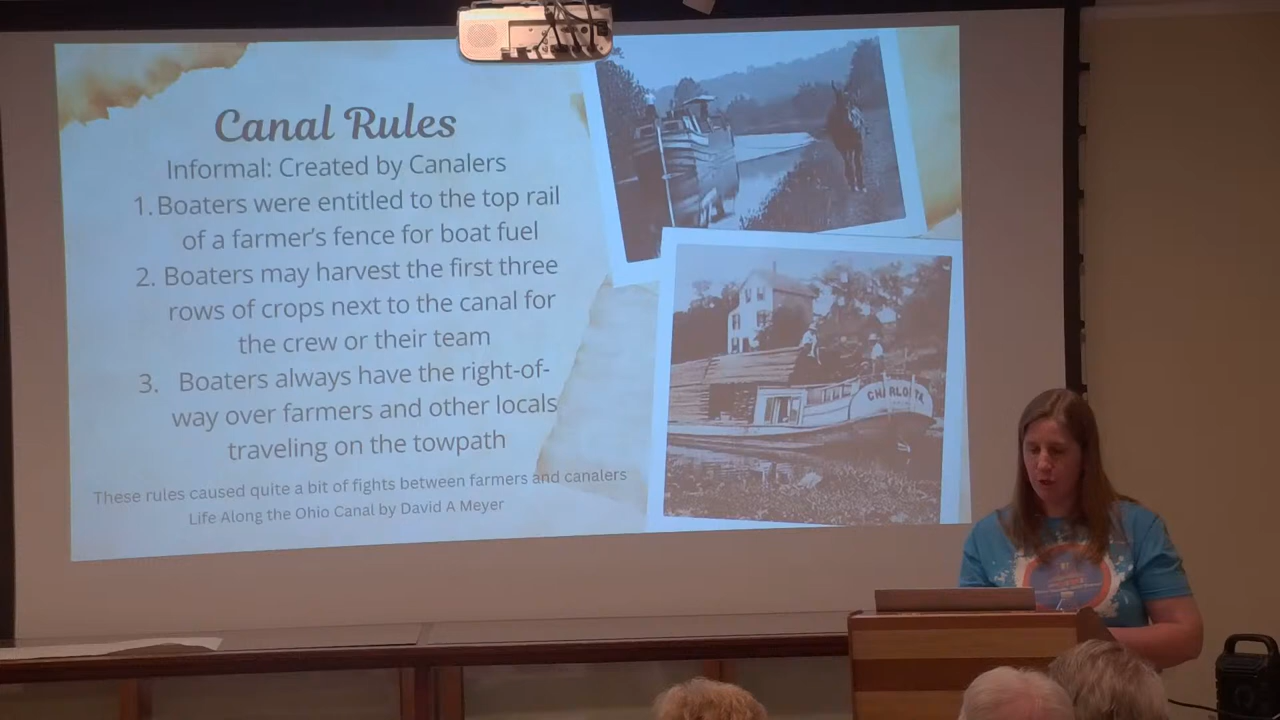 Canal Rules
Informal: Created by Canalers
1. Boaters were entitled to the top rail
of a farmer's fence for boat fuel
2. Boaters may harvest the first three
rows of crops next to the canal for
the crew or their team
3. Boaters always have the right-of-
way over farmers and other locals
traveling on the towpath
These rules caused quite a bit of fights between farmers and canalers
Life Along the Ohio Canal by David A Meyer